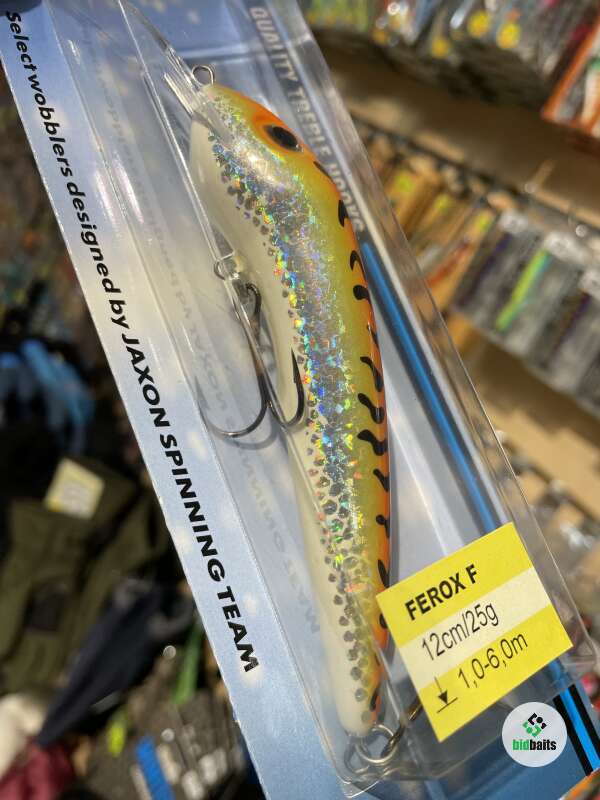 Select wobblers designed by JAXON SPINNING TEAM
QUALITY TREBLE HOOKS
FEROX F
12cm/25g
1,0-6,0m
bidbaits